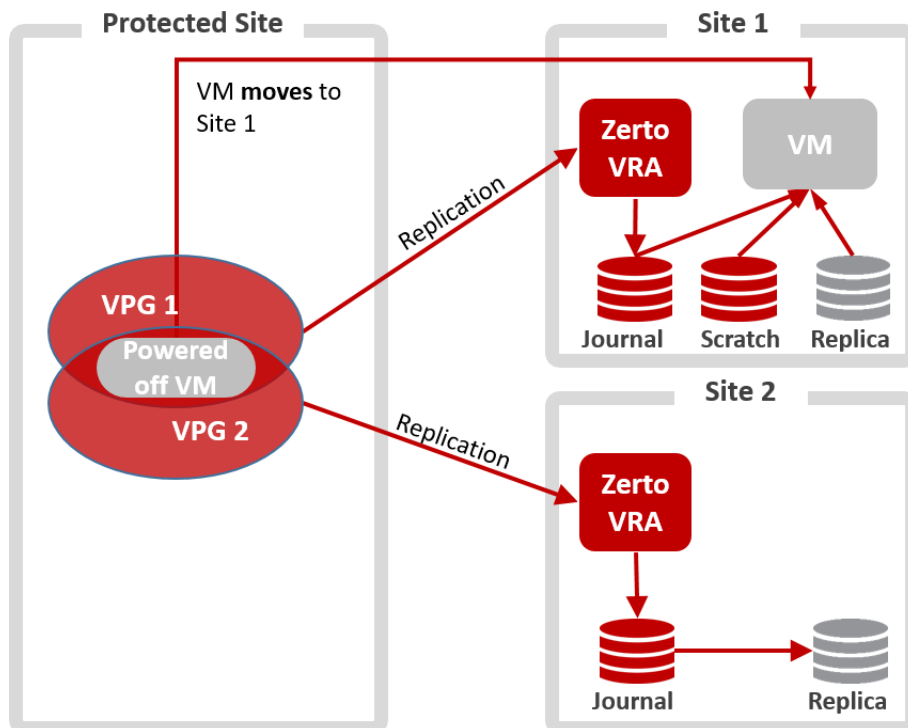 Protected Site
VM moves to
Site 1
VPG 1
Powered
off VM
VPG 2
Replication
Replication
Site 1
Zerto
VRA
VM
Journal
Scratch
Replica
Site 2
Zerto
VRA
Journal
Replica